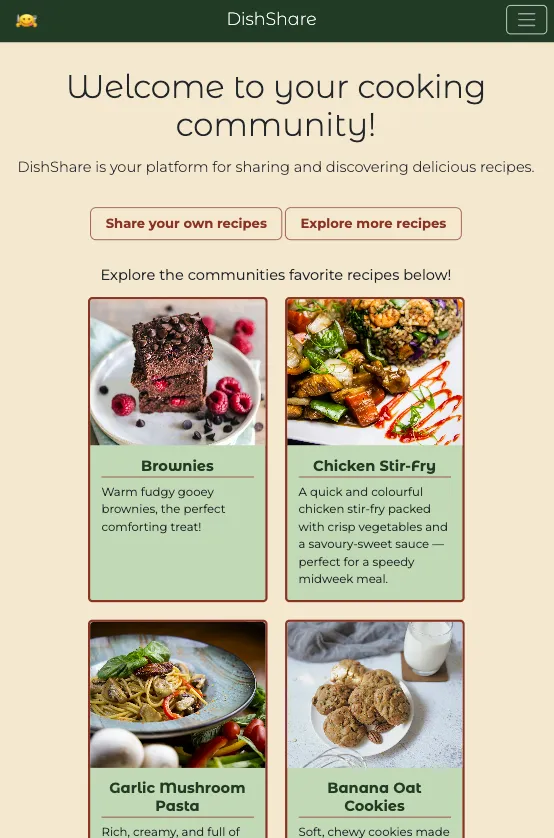 DishShare
Welcome to your cooking
community!
DishShare is your platform for sharing and discovering delicious recipes.
Share your own recipes
Explore more recipes
Explore the communities favorite recipes below!
Brownies
Warm fudgy gooey
brownies, the perfect
comforting treat!
Chicken Stir-Fry
A quick and colourful
chicken stir-fry packed
with crisp vegetables and
a savoury-sweet sauce —
perfect for a speedy
midweek meal.
Garlic Mushroom
Pasta
Rich, creamy, and full of
Banana Oat
Cookies
Soft, chewy cookies made